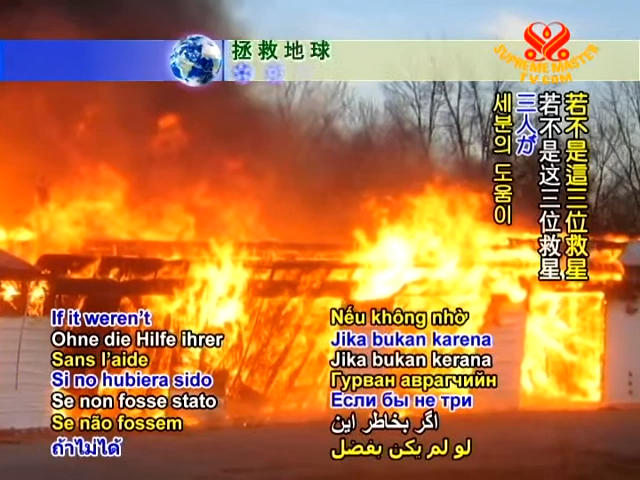 拯救地球
SUPREME MASTER
TV.COM
若不是這三位救星
若不是这三位救星
三人が
세분의 도움이
If it weren't
Ohne die Hilfe ihrer
Sans l'aide
Si no hubiera sido
Se non fosse stato
Se não fossem
ถ้าไม่ได้
Nếu không nhờ
Jika bukan karena
Jika bukan kerana
Гурван аврагчийн
Если бы не три
اگر بخاطر این
لو لم يكن بفضل